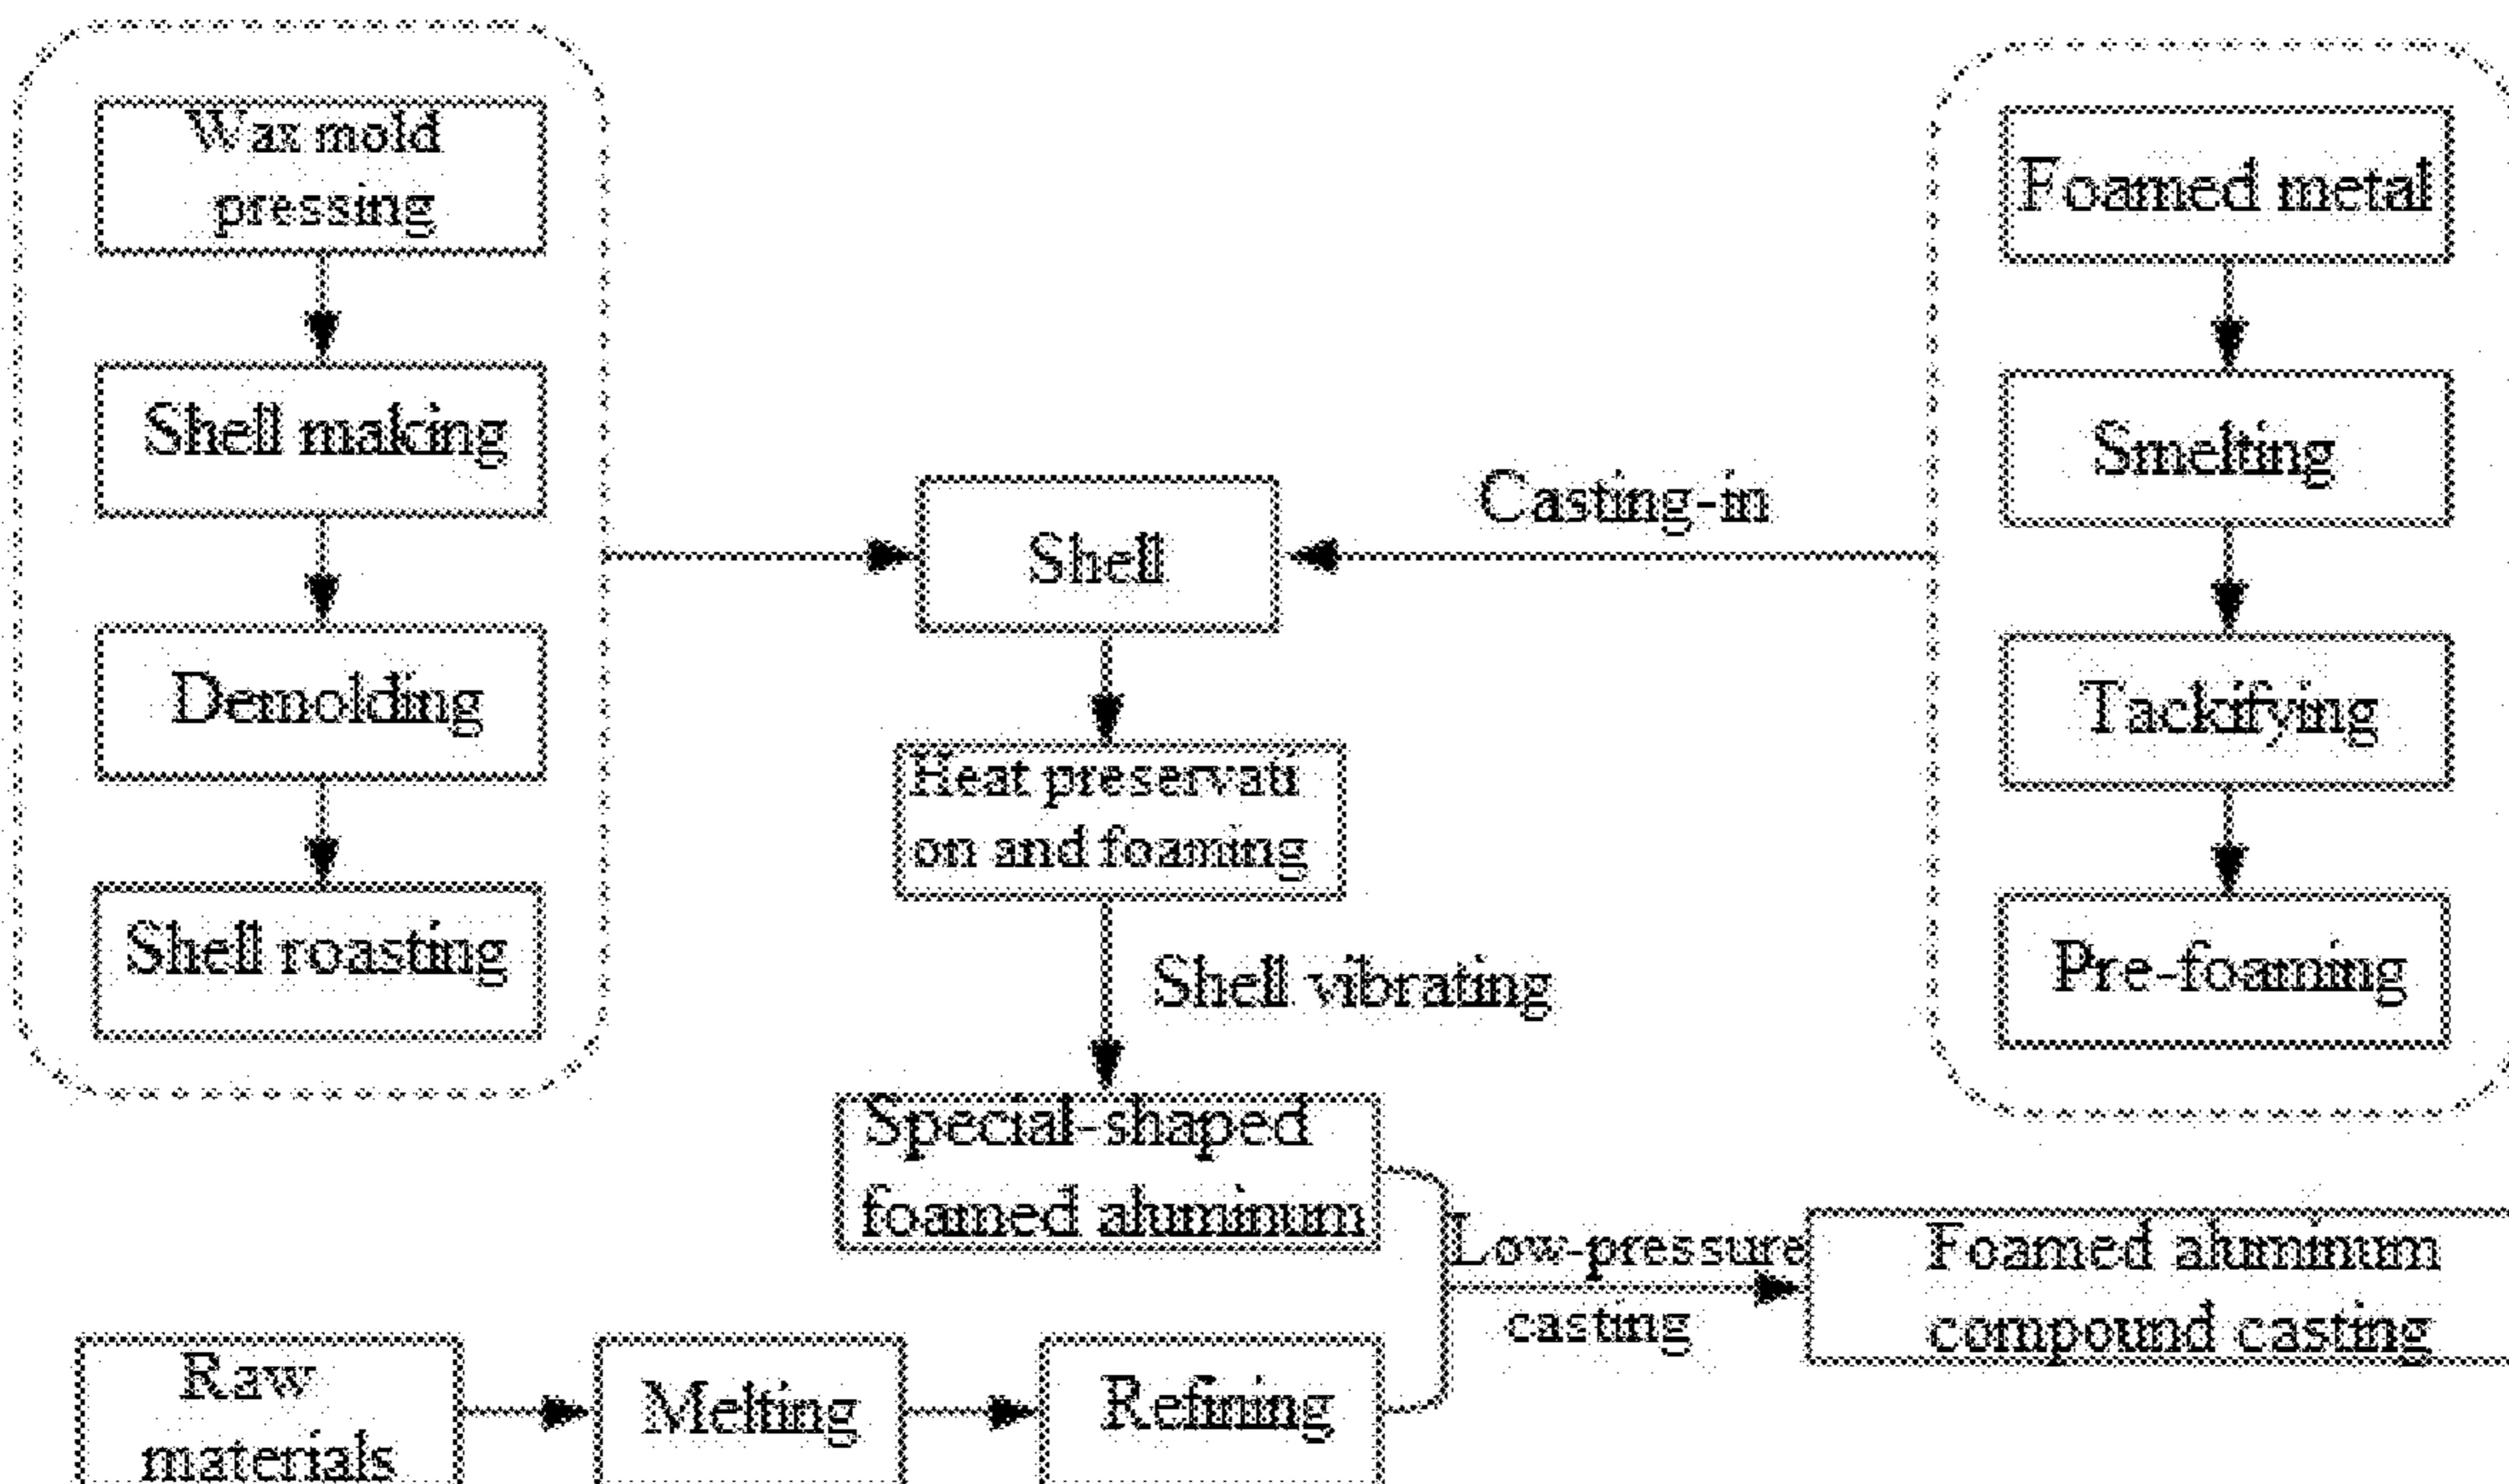 Wax mold
pressing
Shell making
Demolding
Shell roasting
Shell
Casting-in
Heat preservati
on and foaming
Shell vibrating
Special-shaped
foamed aluminum
Foamed metal
Smelting
Tackifying
Pre-foaming
Raw
materials
Melting
Refining
Low-pressure
casting
Foamed aluminum
compound casting